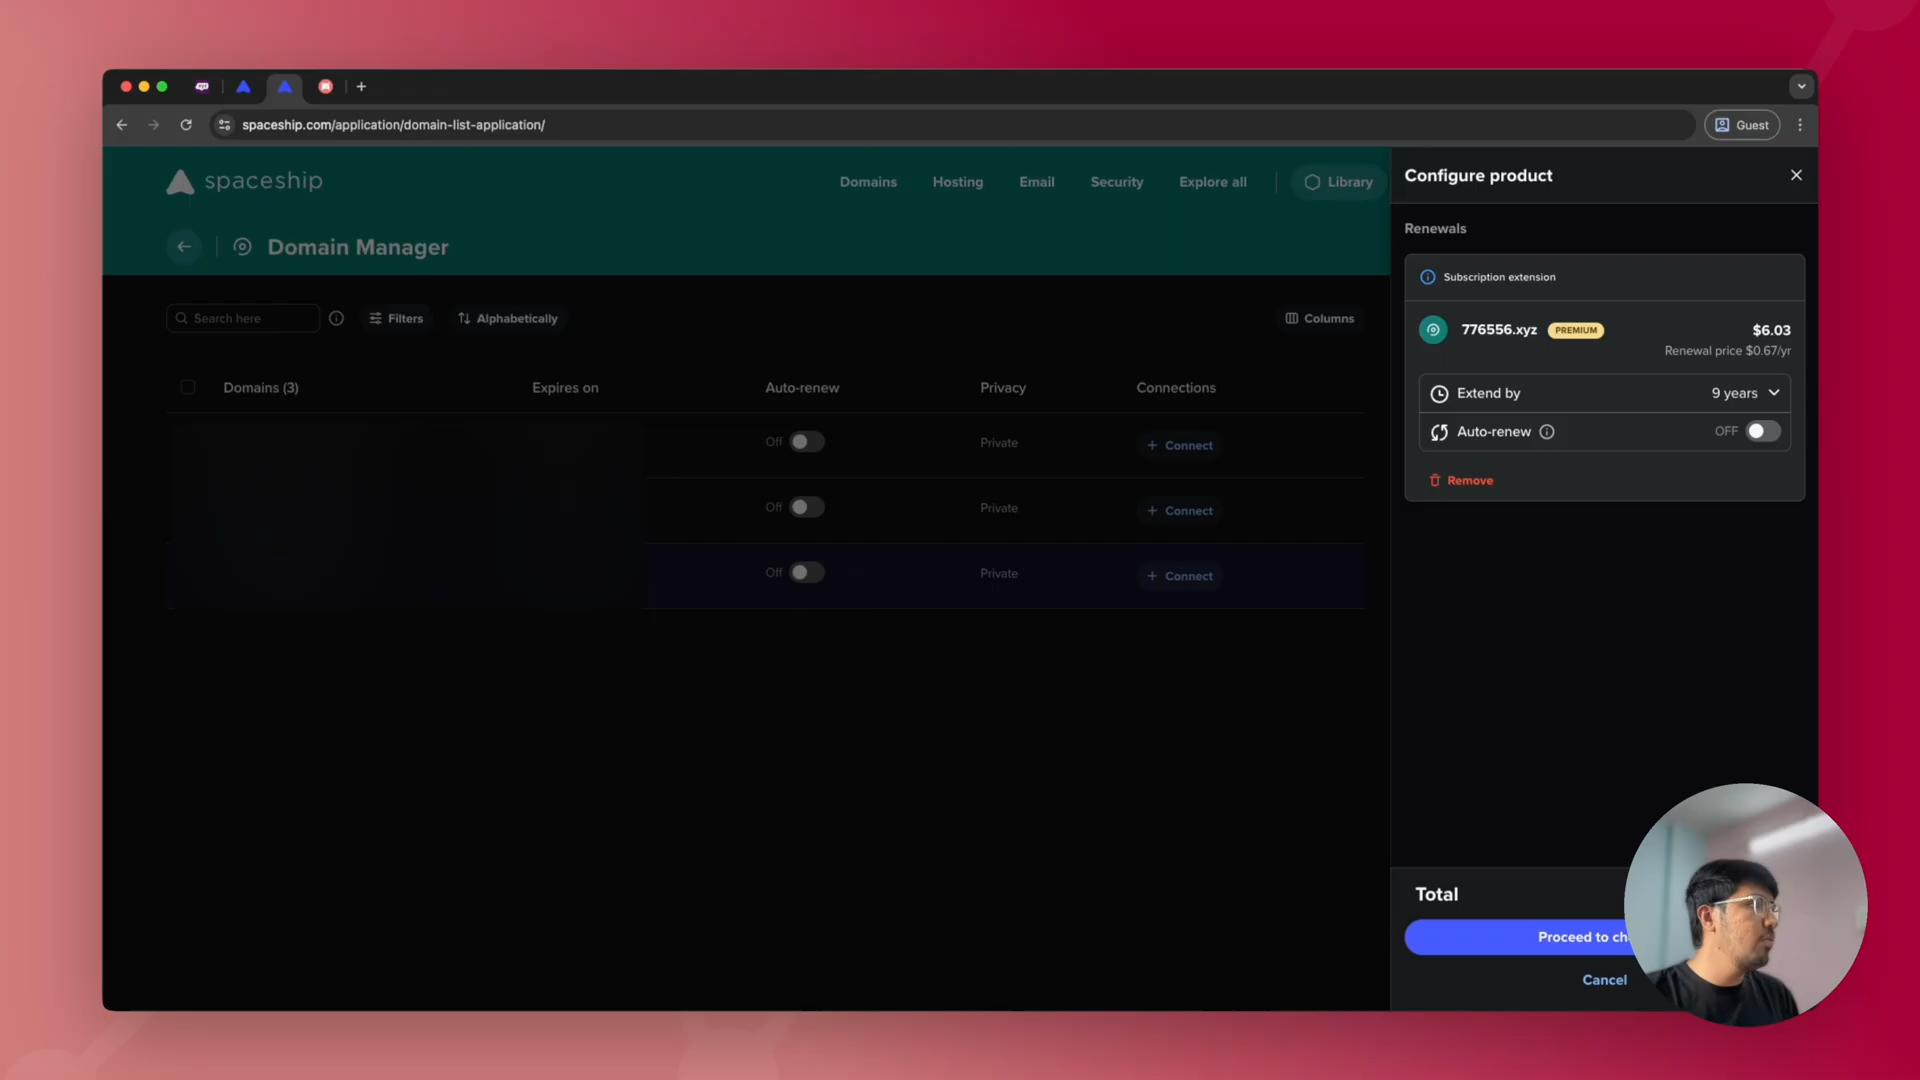 spaceship.com/application/domain-list-application/
Guest
spaceship
Domains
Hosting
Email
Security
Explore all
Library
Domain Manager
Search here
Filters
Alphabetically
Columns
Domains (3)
Expires on
Auto-renew
Privacy
Connections
Off
Private
+ Connect
Off
Private
+ Connect
Off
Private
+ Connect
Configure product
Renewals
Subscription extension
776556.xyz
PREMIUM
$6.03
Renewal price $0.67/yr
Extend by
9 years
Auto-renew
OFF
Remove
Total
Proceed to
Cancel